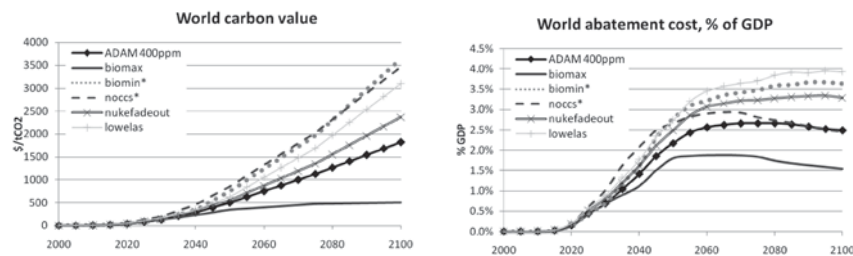 World carbon value
4000
3500
3000
2500
2000
1500
1000
500
0
$/tCO2
ADAM 400ppm
biomax
biomin*
noccs*
nukefadeout
lowelas
2000 2020 2040 2060 2080 2100
World abatement cost, % of GDP
4.5%
4.0%
3.5%
3.0%
2.5%
2.0%
1.5%
1.0%
0.5%
0.0%
% GDP
ADAM 400ppm
biomax
biomin*
noccs*
nukefadeout
lowelas
2000 2020 2040 2060 2080 2100